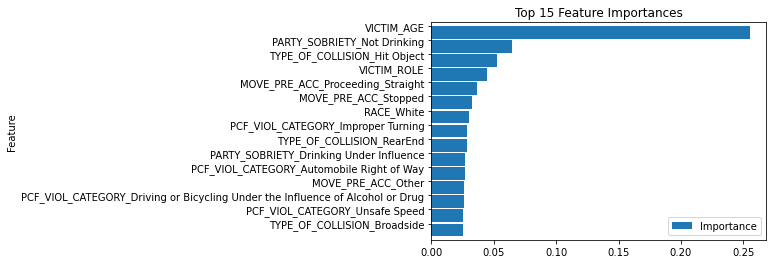 Top 15 Feature Importances
VICTIM_AGE
PARTY_SOBRIETY_Not Drinking
TYPE_OF_COLLISION_Hit Object
VICTIM_ROLE
MOVE_PRE_ACC_Proceeding_Straight
MOVE_PRE_ACC_Stopped
RACE_White
PCF_VIOL_CATEGORY_Improper Turning
TYPE_OF_COLLISION_RearEnd
PARTY_SOBRIETY_Drinking Under Influence
PCF_VIOL_CATEGORY_Automobile Right of Way
MOVE_PRE_ACC_Other
PCF_VIOL_CATEGORY_Driving or Bicycling Under the Influence of Alcohol or Drug
PCF_VIOL_CATEGORY_Unsafe Speed
TYPE_OF_COLLISION_Broadside
Feature
Importance
0.00 0.05 0.10 0.15 0.20 0.25